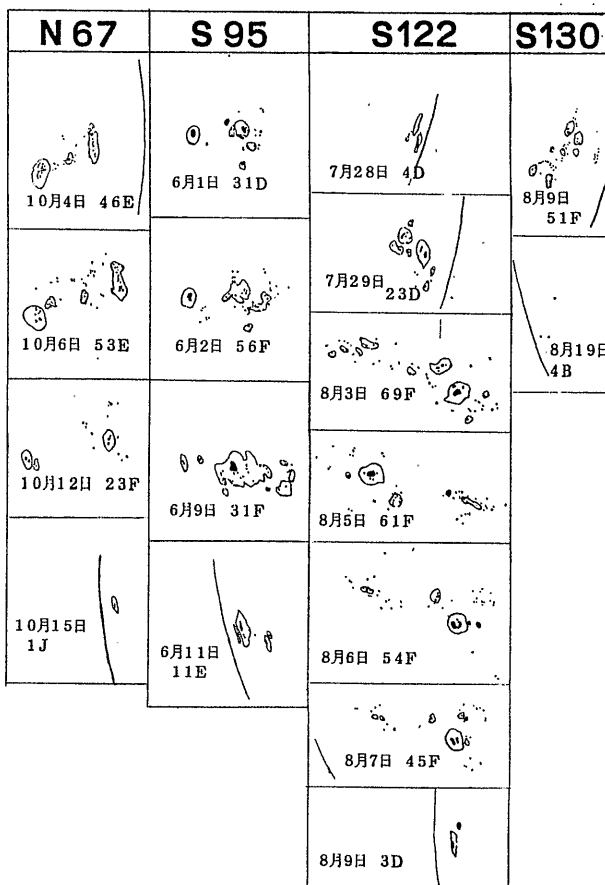 N67
10月4日 46E
10月6日 53E
10月12日 23F
10月15日
1J
S95
6月1日 31D
6月2日 56F
6月9日 31F
6月11日
11E
S122
7月28日 4D
7月29日
23D
8月3日 69F
8月5日 61F
8月6日 54F
8月7日 45F
8月9日 3D
S130
8月9日
51F
8月19日
4B